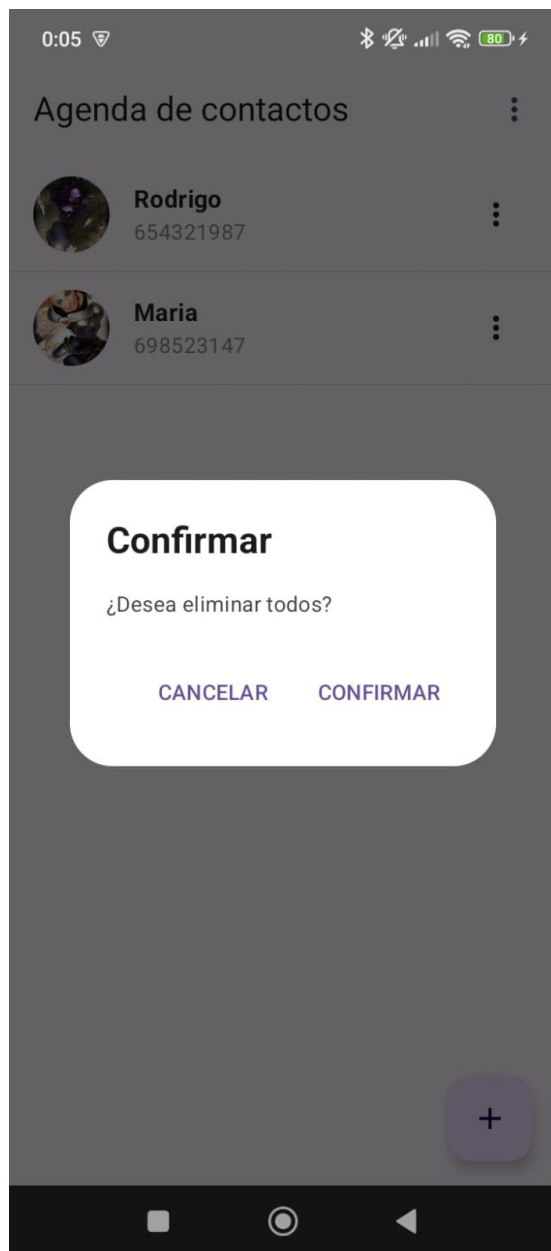 0:05
80
Agenda de contactos
Rodrigo
654321987
Maria
698523147
Confirmar
¿Desea eliminar todos?
CANCELAR CONFIRMAR
+